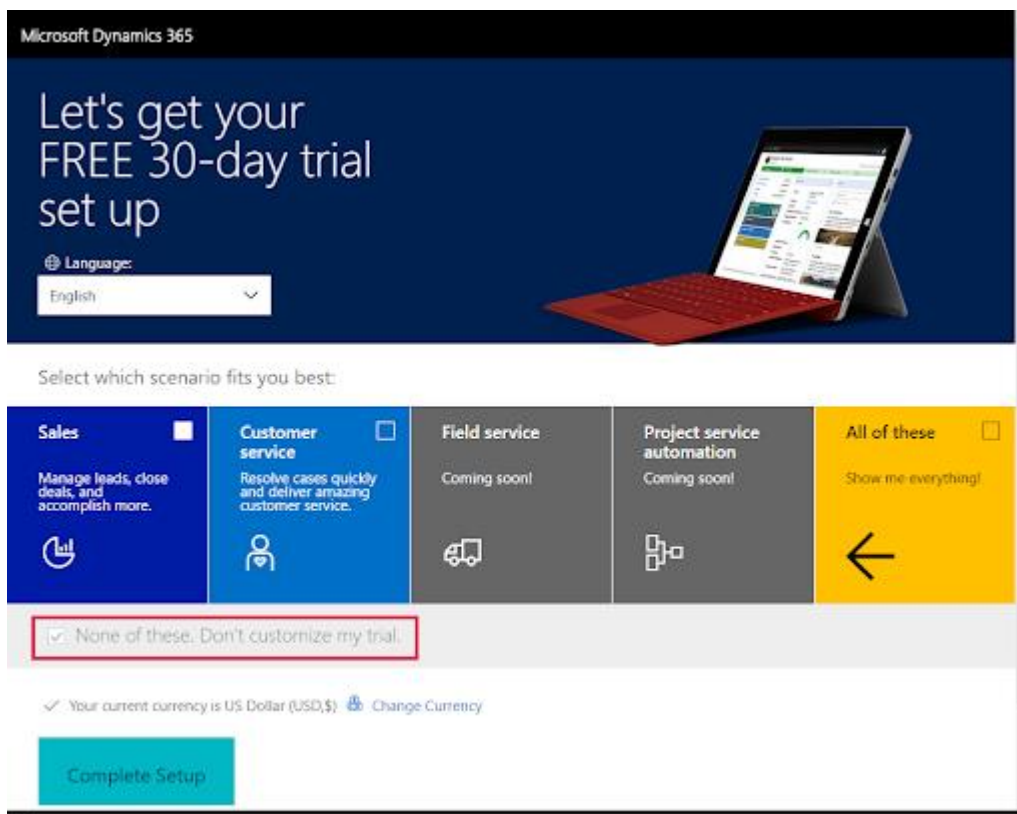 Microsoft Dynamics 365
Let's get your
FREE 30-day trial
set up
Language:
English
Select which scenario fits you best:
Sales
Manage leads, close
deals, and
accomplish more.
Customer
service
Resolve cases quickly
and deliver amazing
customer service.
Field service
Coming soon!
Project service
automation
Coming soon!
All of these
Show me everything!
None of these. Don't customize my trial.
Your current currency is US Dollar (USD,$) Change Currency
Complete Setup